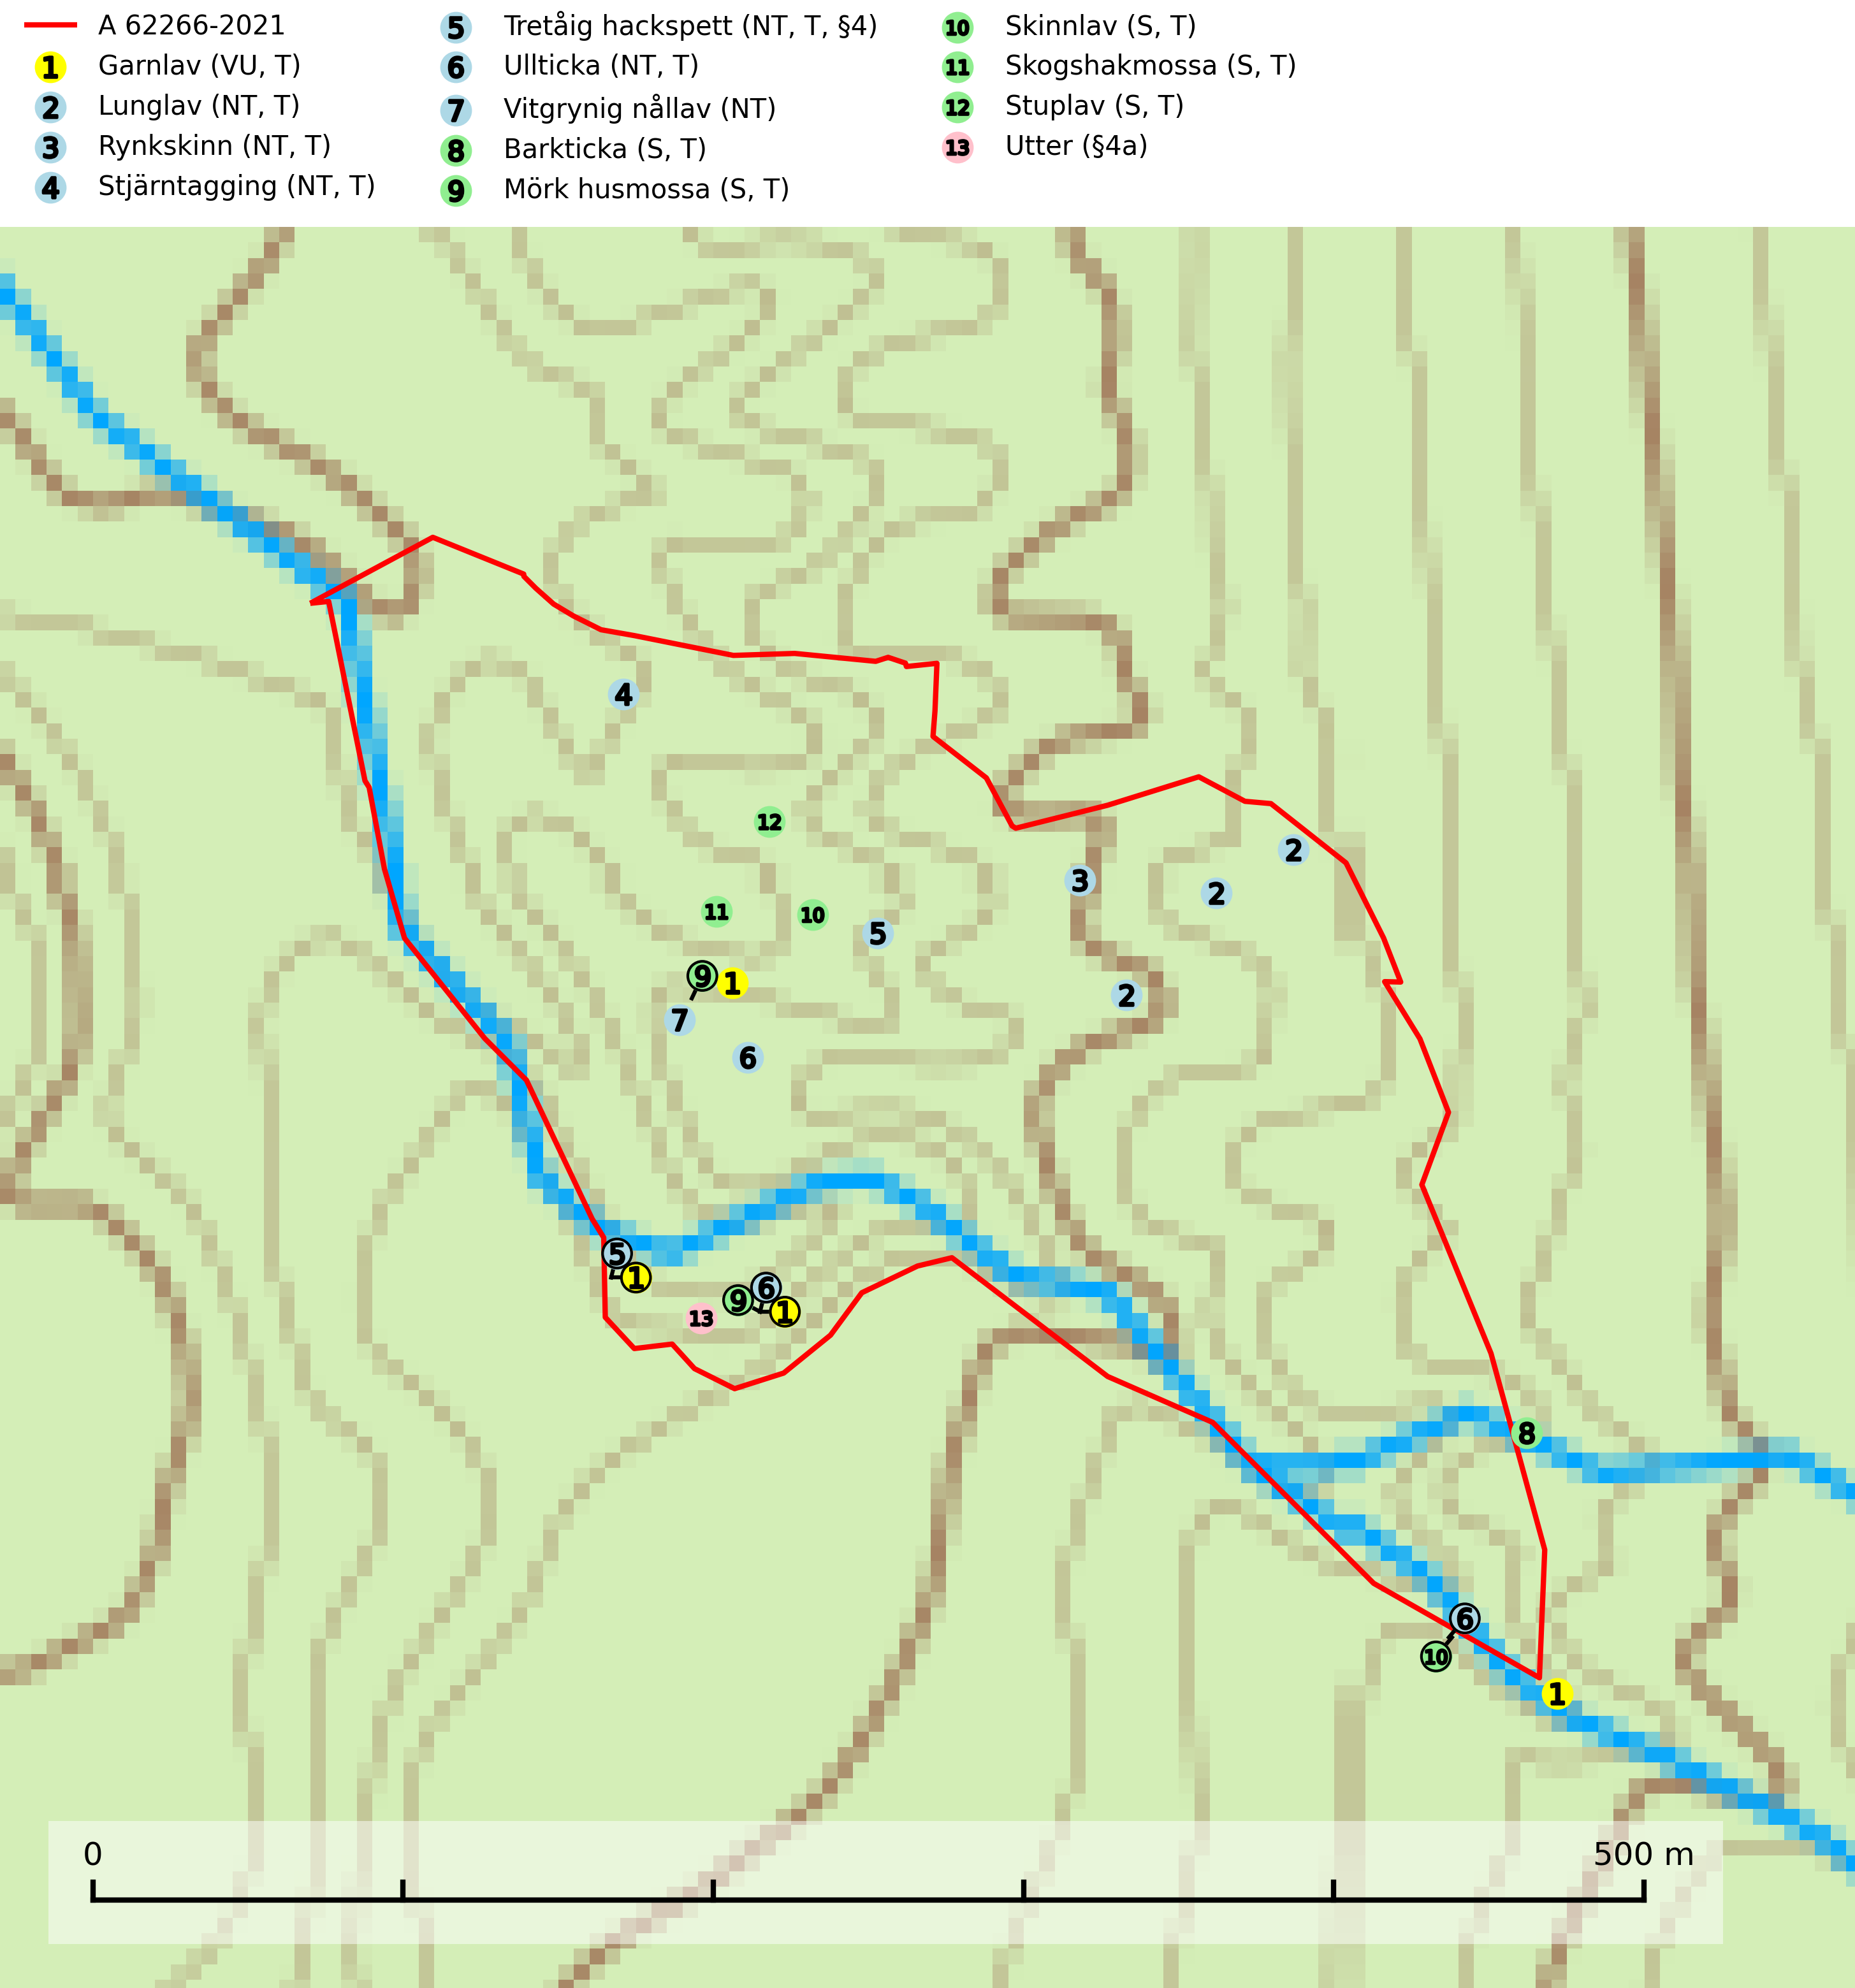 A 62266-2021
1 Garnlav (VU, T)
2 Lunglav (NT, T)
3 Rynkskinn (NT, T)
4 Stjärntagging (NT, T)
5 Tretåig hackspett (NT, T, §4)
6 Ullticka (NT, T)
7 Vitgrynig nållav (NT)
8 Barkticka (S, T)
9 Mörk husmossa (S, T)
10 Skinnlav (S, T)
11 Skogshakmossa (S, T)
12 Stuplav (S, T)
13 Utter (§4a)
4
12
2
3
2
11
10
5
9
1
2
7
6
5
1
6
9
1
13
8
6
10
1
0
500 m